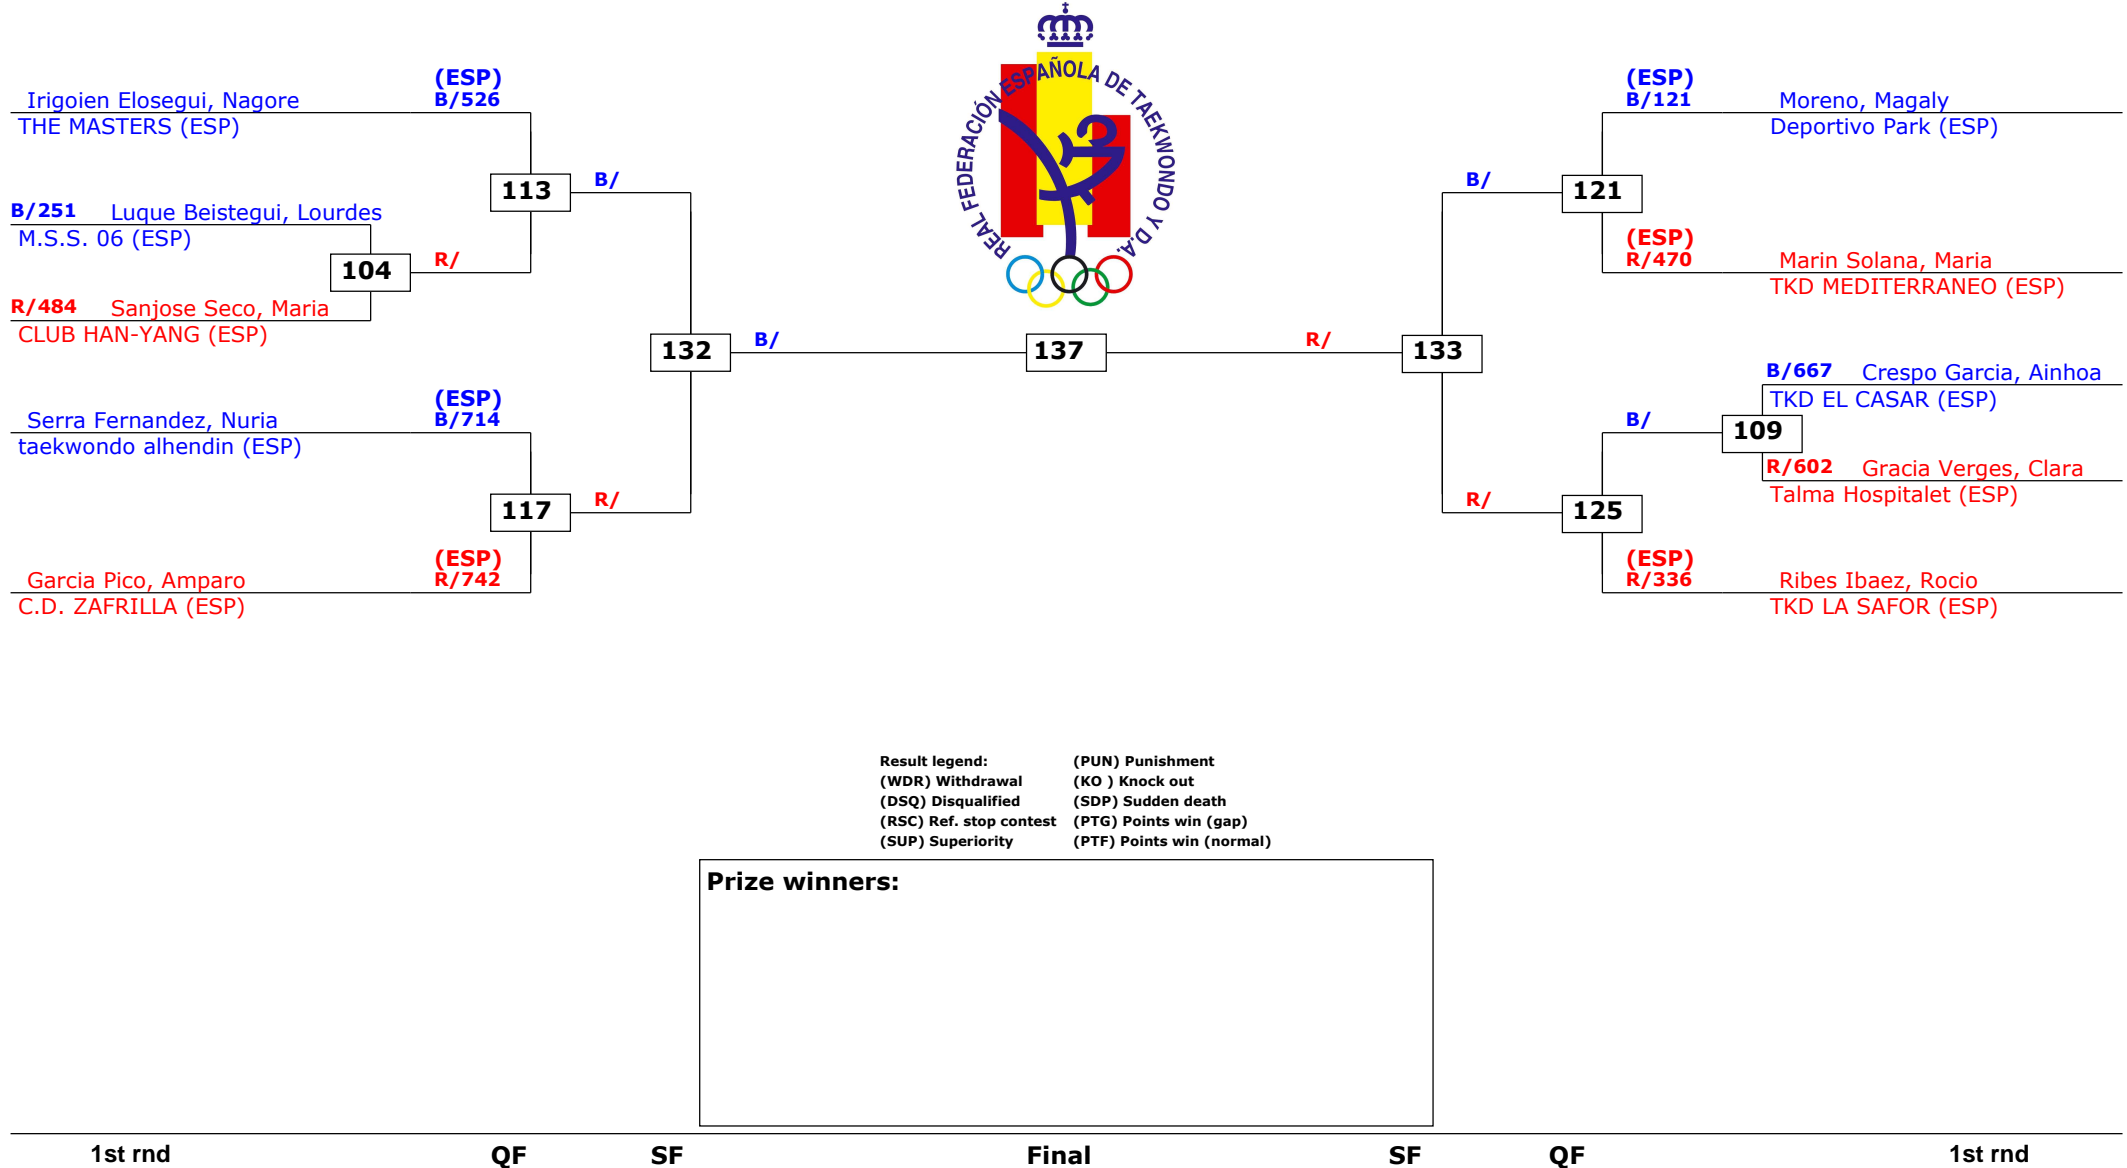 REAL FEDERACIÓN ESPAÑOLA DE TAEKWONDO Y D.A.
(ESP)
Irigoien Elosegui, Nagore B/526
THE MASTERS (ESP)
113
B/
B/251 Luque Beistegui, Lourdes
M.S.S. 06 (ESP)
104
R/
R/484 Sanjose Seco, Maria
CLUB HAN-YANG (ESP)
132
B/
(ESP)
Serra Fernandez, Nuria B/714
taekwondo alhendin (ESP)
117
R/
(ESP)
Garcia Pico, Amparo R/742
C.D. ZAFRILLA (ESP)
137
(ESP)
B/121 Moreno, Magaly
Deportivo Park (ESP)
B/
121
(ESP)
R/470 Marin Solana, Maria
TKD MEDITERRANEO (ESP)
R/
133
B/667 Crespo Garcia, Ainhoa
TKD EL CASAR (ESP)
B/
109
R/602 Gracia Verges, Clara
Talma Hospitalet (ESP)
R/
125
(ESP)
R/336 Ribes Ibaez, Rocio
TKD LA SAFOR (ESP)
Result legend: (PUN) Punishment
(WDR) Withdrawal (KO ) Knock out
(DSQ) Disqualified (SDP) Sudden death
(RSC) Ref. stop contest (PTG) Points win (gap)
(SUP) Superiority (PTF) Points win (normal)
Prize winners:
1st rnd QF SF Final SF QF 1st rnd